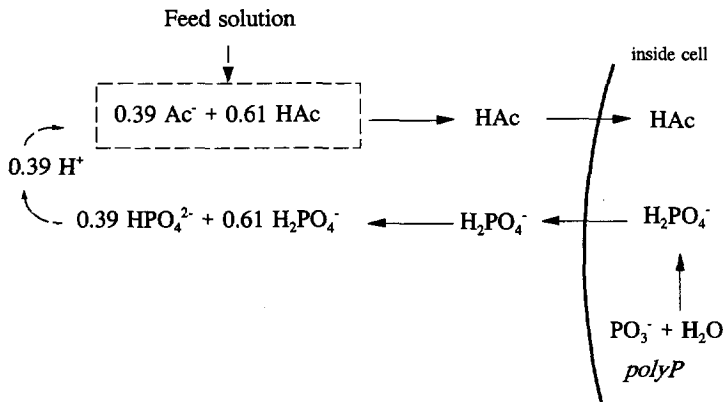 Feed solution
inside cell
0.39 Ac⁻ + 0.61 HAc
HAc
HAc
0.39 H⁺
0.39 HPO₄²⁻ + 0.61 H₂PO₄⁻
H₂PO₄⁻
H₂PO₄⁻
PO₃⁻ + H₂O
polyP